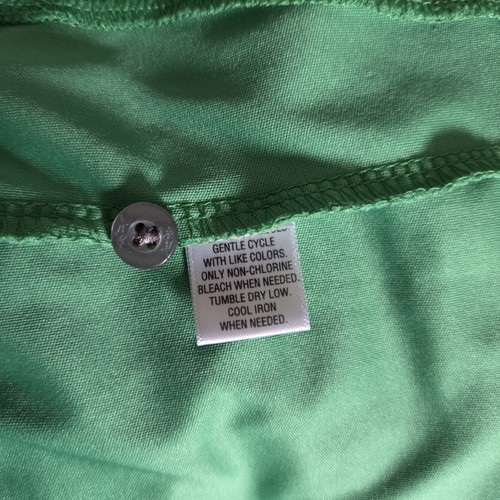 GENTLE CYCLE
WITH LIKE COLORS.
ONLY NON-CHLORINE
BLEACH WHEN NEEDED.
TUMBLE DRY LOW.
COOL IRON
WHEN NEEDED.